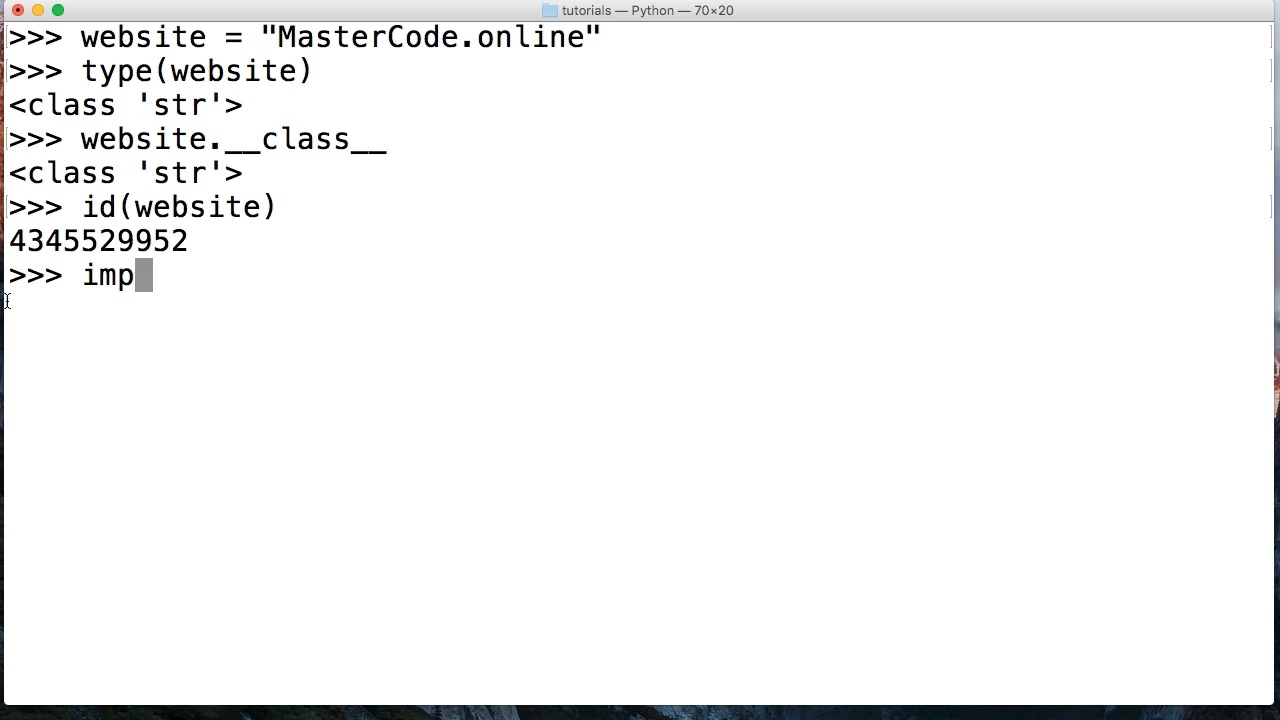 tutorials — Python — 70×20
>>> website = "MasterCode.online"
>>> type(website)
<class 'str'>
>>> website.__class__
<class 'str'>
>>> id(website)
4345529952
>>> imp